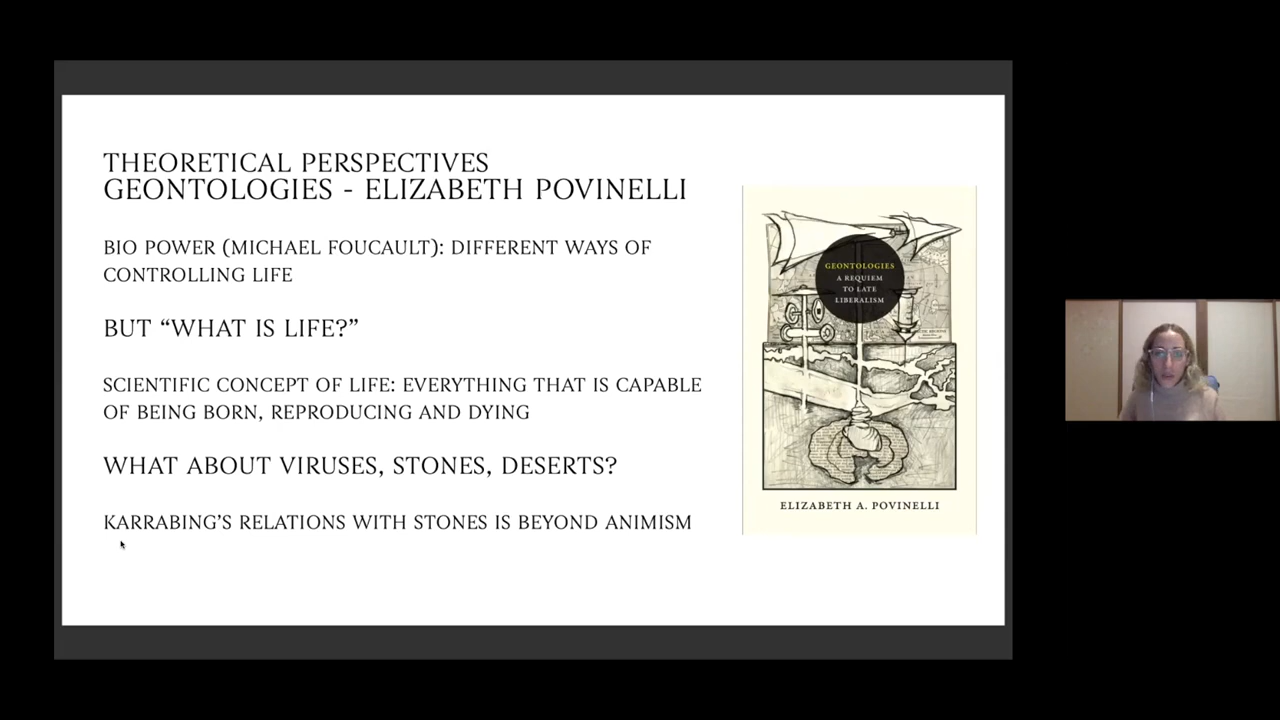 THEORETICAL PERSPECTIVES
GEONTOLOGIES - ELIZABETH POVINELLI
BIO POWER (MICHAEL FOUCAULT): DIFFERENT WAYS OF
CONTROLLING LIFE
BUT “WHAT IS LIFE?”
SCIENTIFIC CONCEPT OF LIFE: EVERYTHING THAT IS CAPABLE
OF BEING BORN, REPRODUCING AND DYING
WHAT ABOUT VIRUSES, STONES, DESERTS?
KARRABING’S RELATIONS WITH STONES IS BEYOND ANIMISM
GEONTOLOGIES
A REQUIEM
TO LATE
LIBERALISM
ELIZABETH A. POVINELLI